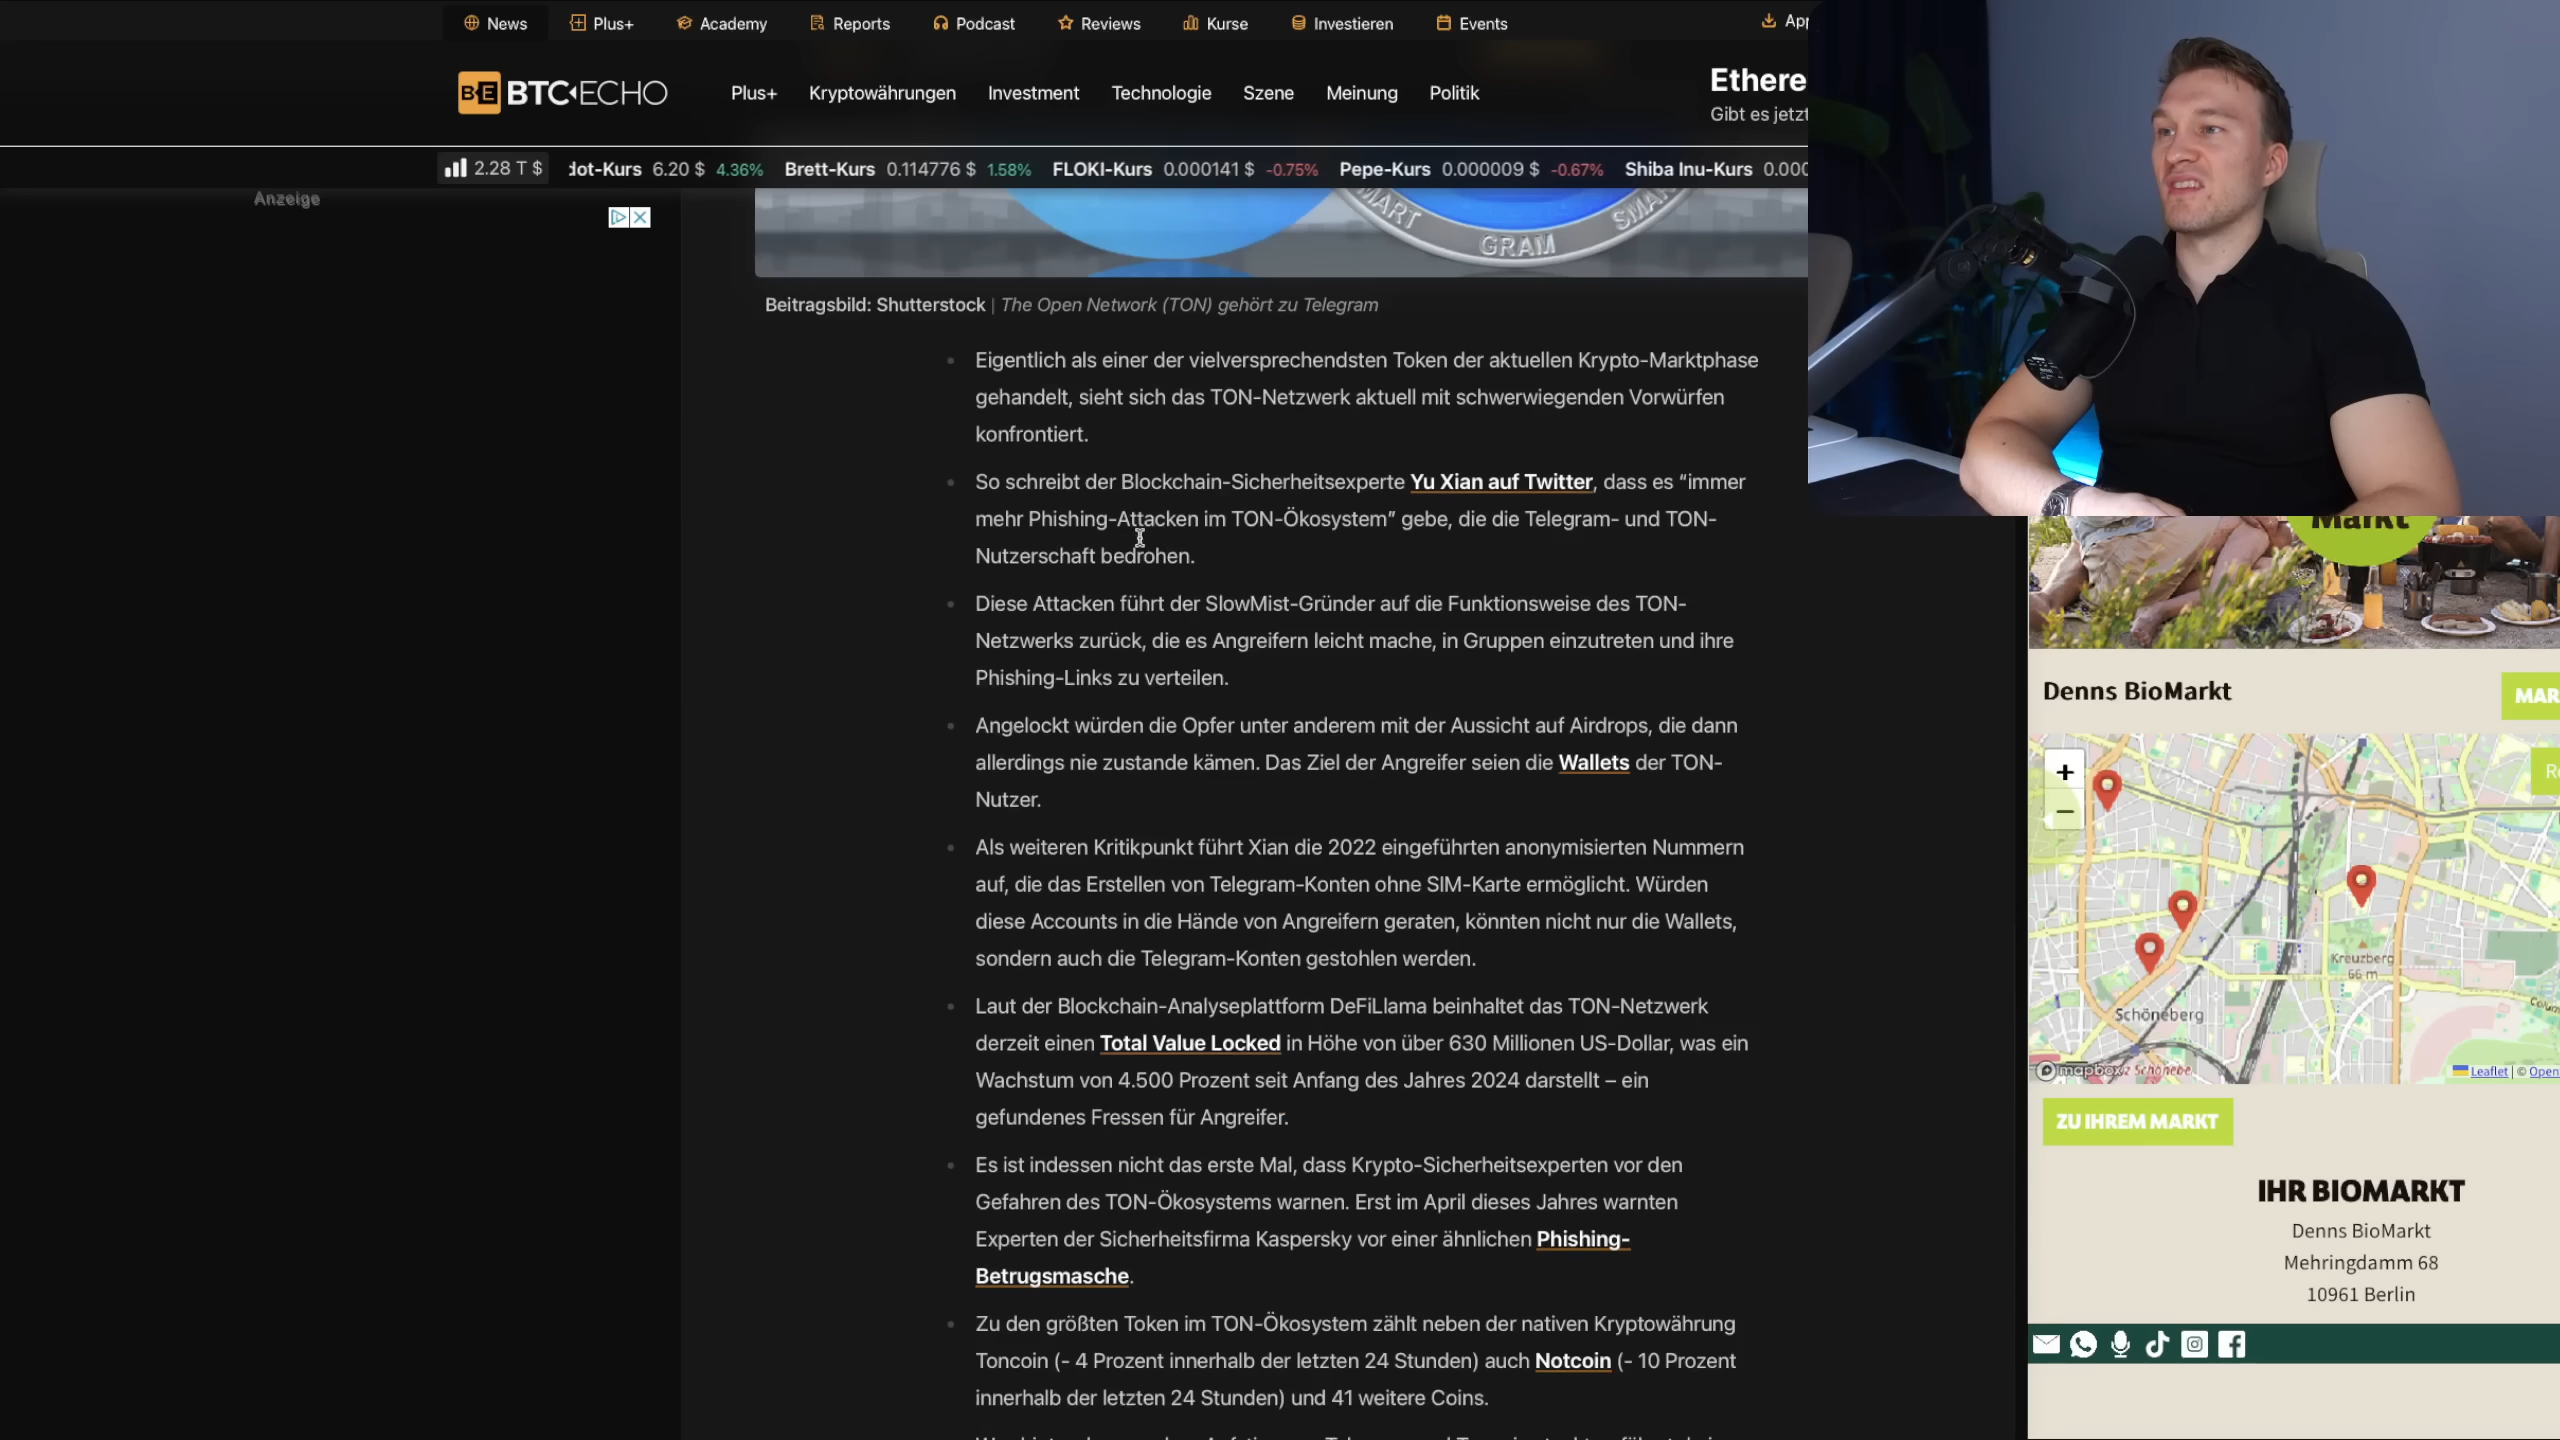 News
Plus+
Academy
Reports
Podcast
Reviews
Kurse
Investieren
Events
BE BTC ECHO
Plus+
Kryptowährungen
Investment
Technologie
Szene
Meinung
Politik
Ethere
Gibt es jetzt
2.28 T $
dot-Kurs 6.20 $ 4.36%
Brett-Kurs 0.114776 $ 1.58%
FLOKI-Kurs 0.000141 $ -0.75%
Pepe-Kurs 0.000009 $ -0.67%
Shiba Inu-Kurs 0.000
Anzeige
SMART
GRAM
Beitragsbild: Shutterstock | The Open Network (TON) gehört zu Telegram
Eigentlich als einer der vielversprechendsten Token der aktuellen Krypto-Marktphase
gehandelt, sieht sich das TON-Netzwerk aktuell mit schwerwiegenden Vorwürfen
konfrontiert.
So schreibt der Blockchain-Sicherheitsexperte Yu Xian auf Twitter, dass es “immer
mehr Phishing-Attacken im TON-Ökosystem” gebe, die die Telegram- und TON-
Nutzerschaft bedrohen.
Diese Attacken führt der SlowMist-Gründer auf die Funktionsweise des TON-
Netzwerks zurück, die es Angreifern leicht mache, in Gruppen einzutreten und ihre
Phishing-Links zu verteilen.
Angelockt würden die Opfer unter anderem mit der Aussicht auf Airdrops, die dann
allerdings nie zustande kämen. Das Ziel der Angreifer seien die Wallets der TON-
Nutzer.
Als weiteren Kritikpunkt führt Xian die 2022 eingeführten anonymisierten Nummern
auf, die das Erstellen von Telegram-Konten ohne SIM-Karte ermöglicht. Würden
diese Accounts in die Hände von Angreifern geraten, könnten nicht nur die Wallets,
sondern auch die Telegram-Konten gestohlen werden.
Laut der Blockchain-Analyseplattform DeFiLlama beinhaltet das TON-Netzwerk
derzeit einen Total Value Locked in Höhe von über 630 Millionen US-Dollar, was ein
Wachstum von 4.500 Prozent seit Anfang des Jahres 2024 darstellt – ein
gefundenes Fressen für Angreifer.
Es ist indessen nicht das erste Mal, dass Krypto-Sicherheitsexperten vor den
Gefahren des TON-Ökosystems warnen. Erst im April dieses Jahres warnten
Experten der Sicherheitsfirma Kaspersky vor einer ähnlichen Phishing-
Betrugsmasche.
Zu den größten Token im TON-Ökosystem zählt neben der nativen Kryptowährung
Toncoin (- 4 Prozent innerhalb der letzten 24 Stunden) auch Notcoin (- 10 Prozent
innerhalb der letzten 24 Stunden) und 41 weitere Coins.
Markt
Denns BioMarkt
MAR
+
−
Kreuzberg
66 m
Schöneberg
mapbox
Leaflet | © Open
ZU IHREM MARKT
IHR BIOMARKT
Denns BioMarkt
Mehringdamm 68
10961 Berlin